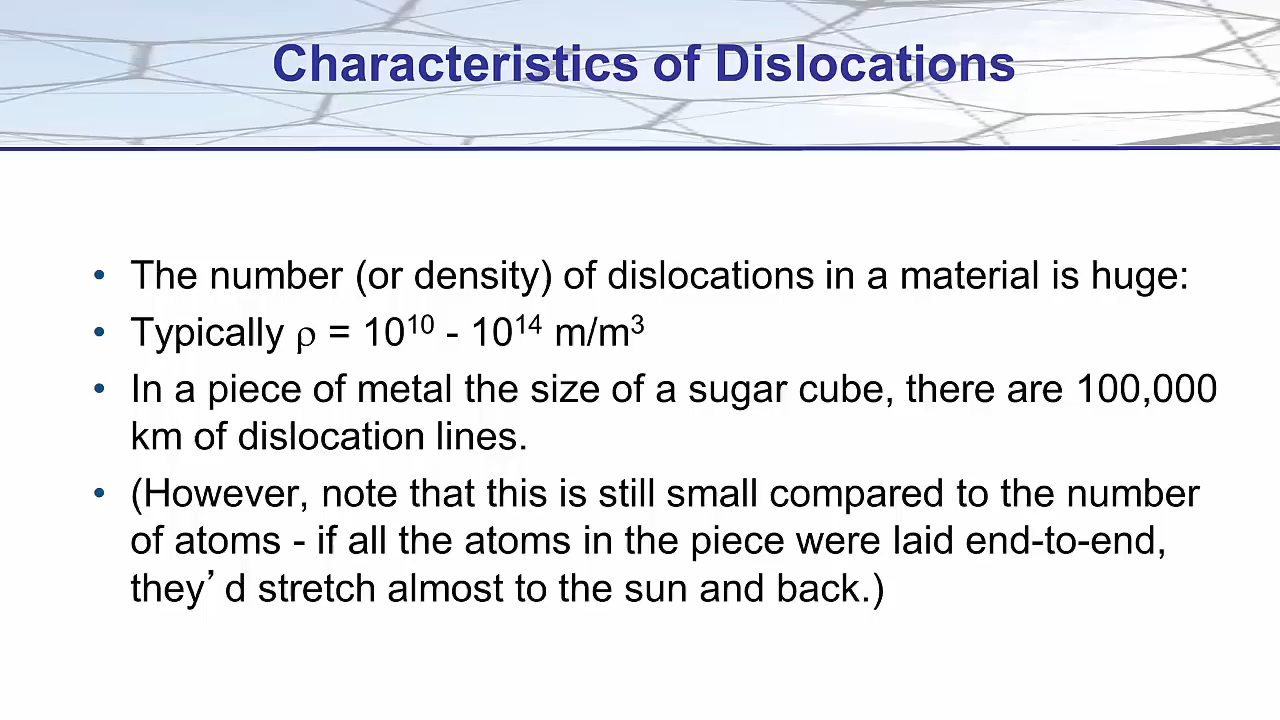 Characteristics of Dislocations
• The number (or density) of dislocations in a material is huge:
• Typically ρ = 10¹⁰ - 10¹⁴ m/m³
• In a piece of metal the size of a sugar cube, there are 100,000
km of dislocation lines.
• (However, note that this is still small compared to the number
of atoms - if all the atoms in the piece were laid end-to-end,
they’d stretch almost to the sun and back.)